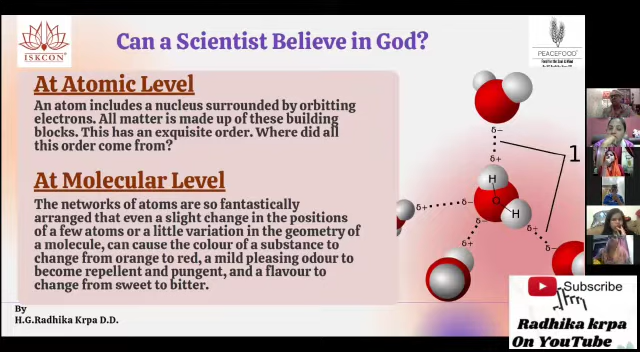 ISKCON
Can a Scientist Believe in God?
PEACEFOOD
At Atomic Level
An atom includes a nucleus surrounded by orbitting
electrons. All matter is made up of these building
blocks. This has an exquisite order. Where did all
this order come from?
At Molecular Level
The networks of atoms are so fantastically
arranged that even a slight change in the positions
of a few atoms or a little variation in the geometry of
a molecule, can cause the colour of a substance to
change from orange to red, a mild pleasing odour to
become repellent and pungent, and a flavour to
change from sweet to bitter.
δ−
1
δ+
H
δ+
δ−
O
H
δ−
δ+
δ+
By
H.G.Radhika Krpa D.D.
Subscribe
Radhika krpa
On YouTube